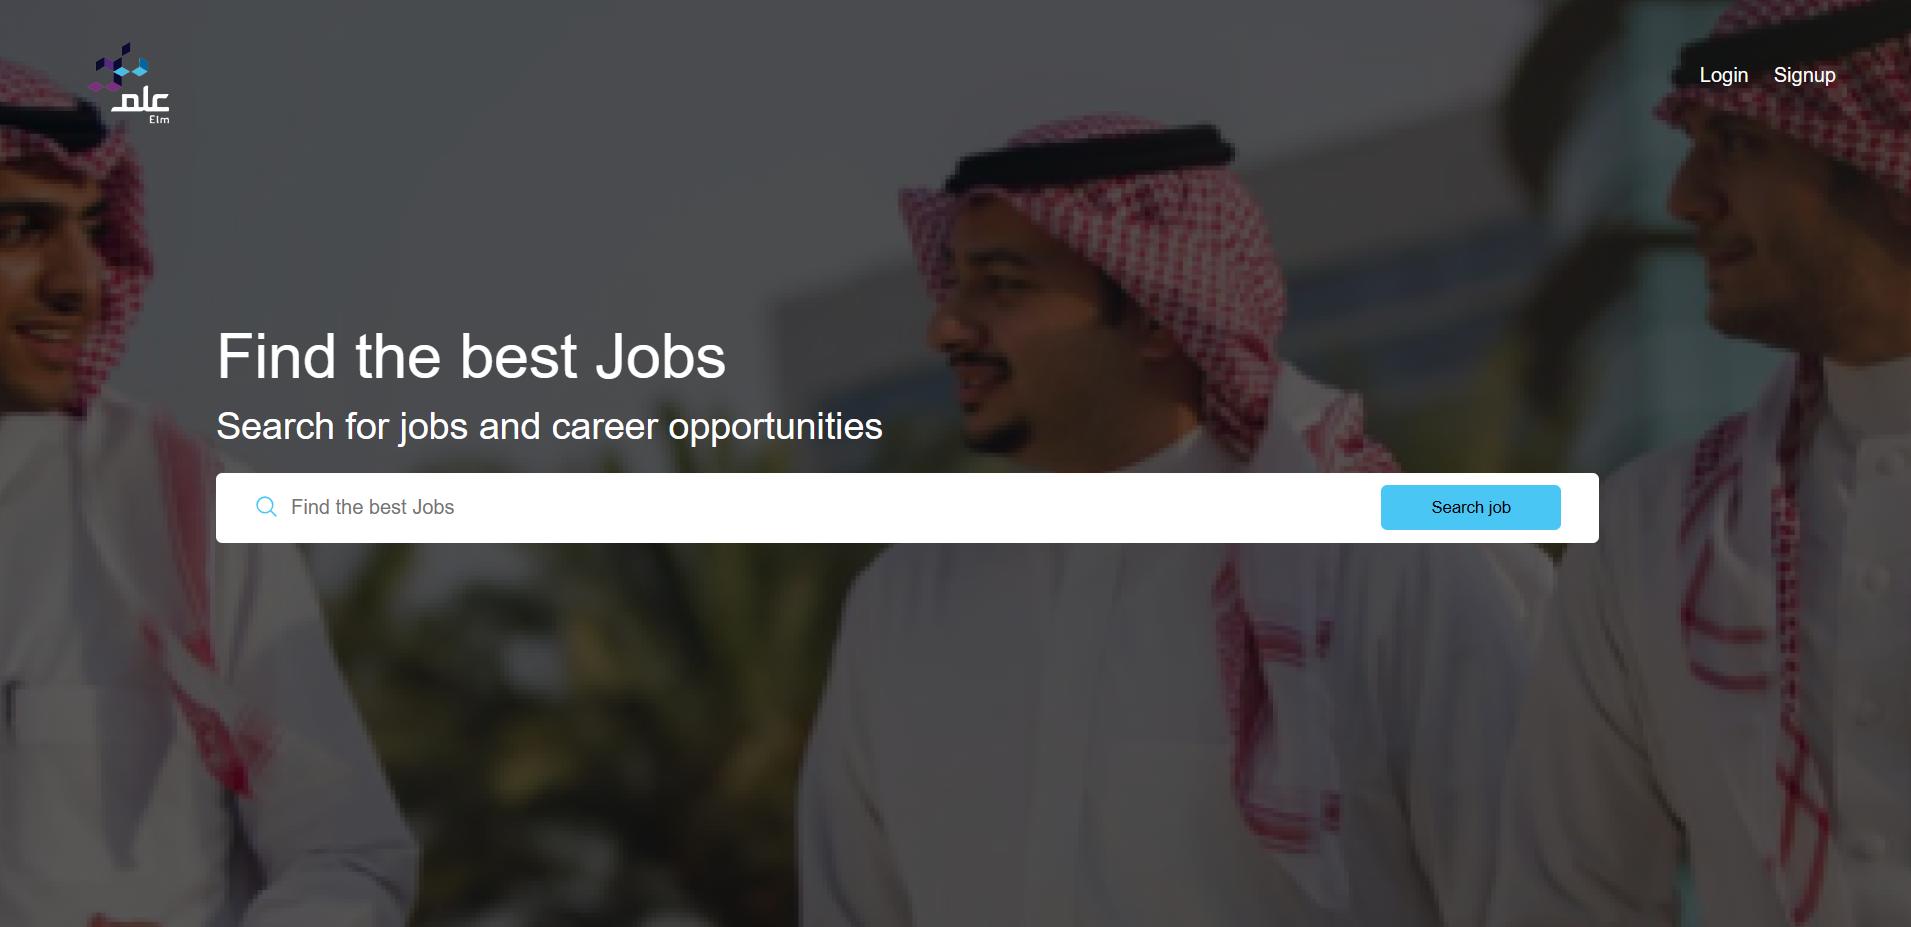 علم
Elm
Login
Signup
Find the best Jobs
Search for jobs and career opportunities
Find the best Jobs
Search job